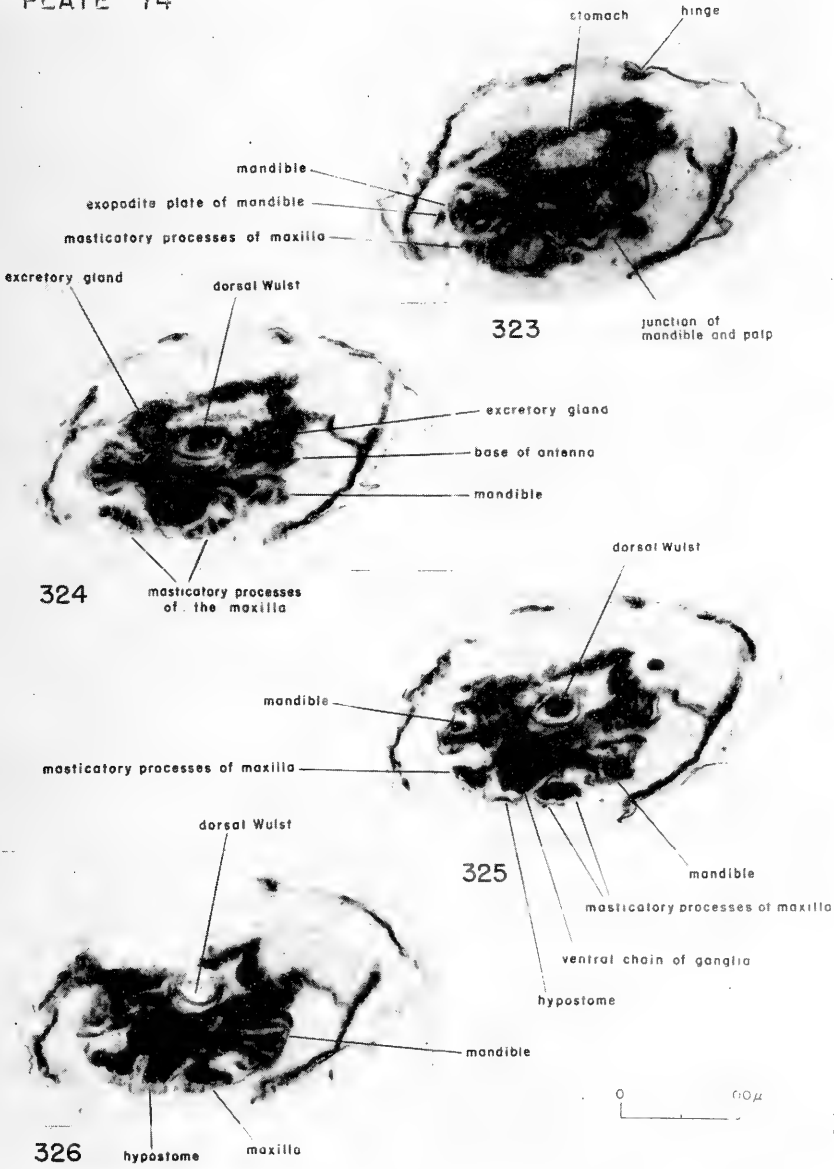 PLATE 74
stomach
hinge
mandible
exopodite plate of mandible
masticatory processes of maxilla
323
junction of
mandible and palp
excretory gland
dorsal Wulst
excretory gland
base of antenna
mandible
324
masticatory processes
of the maxilla
dorsal Wulst
mandible
masticatory processes of maxilla
325
mandible
masticatory processes of maxilla
ventral chain of ganglia
hypostome
dorsal Wulst
mandible
326
hypostome
maxilla
0